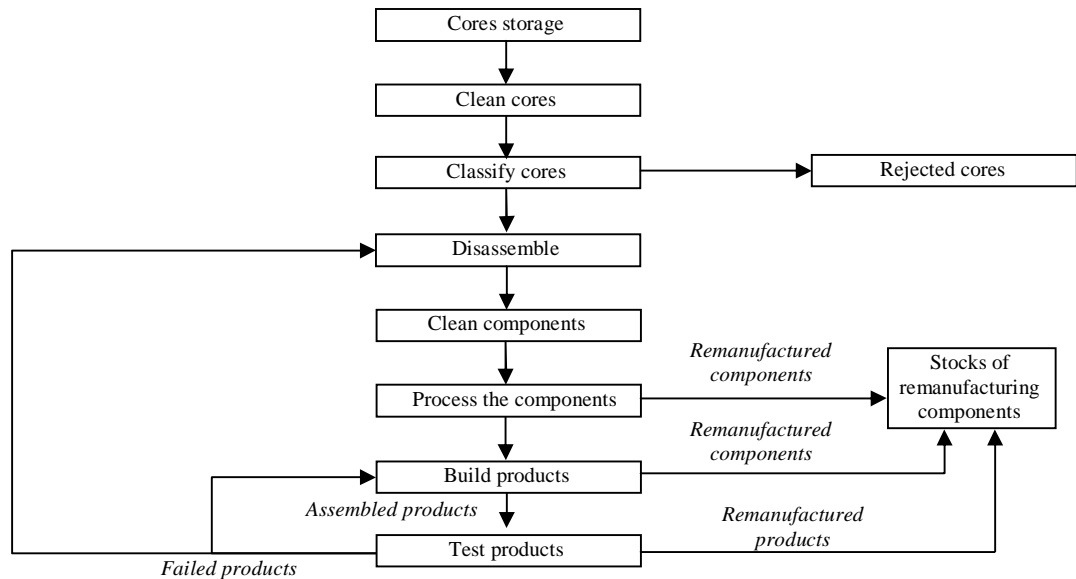 Cores storage
Clean cores
Classify cores
Rejected cores
Disassemble
Clean components
Remanufactured
components
Stocks of
remanufacturing
components
Process the components
Remanufactured
components
Build products
Assembled products
Remanufactured
products
Test products
Failed products